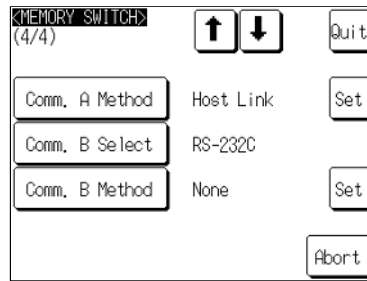 <MEMORY SWITCH>
(4/4)
Quit
Comm. A Method Host Link Set
Comm. B Select RS-232C
Comm. B Method None Set
Abort